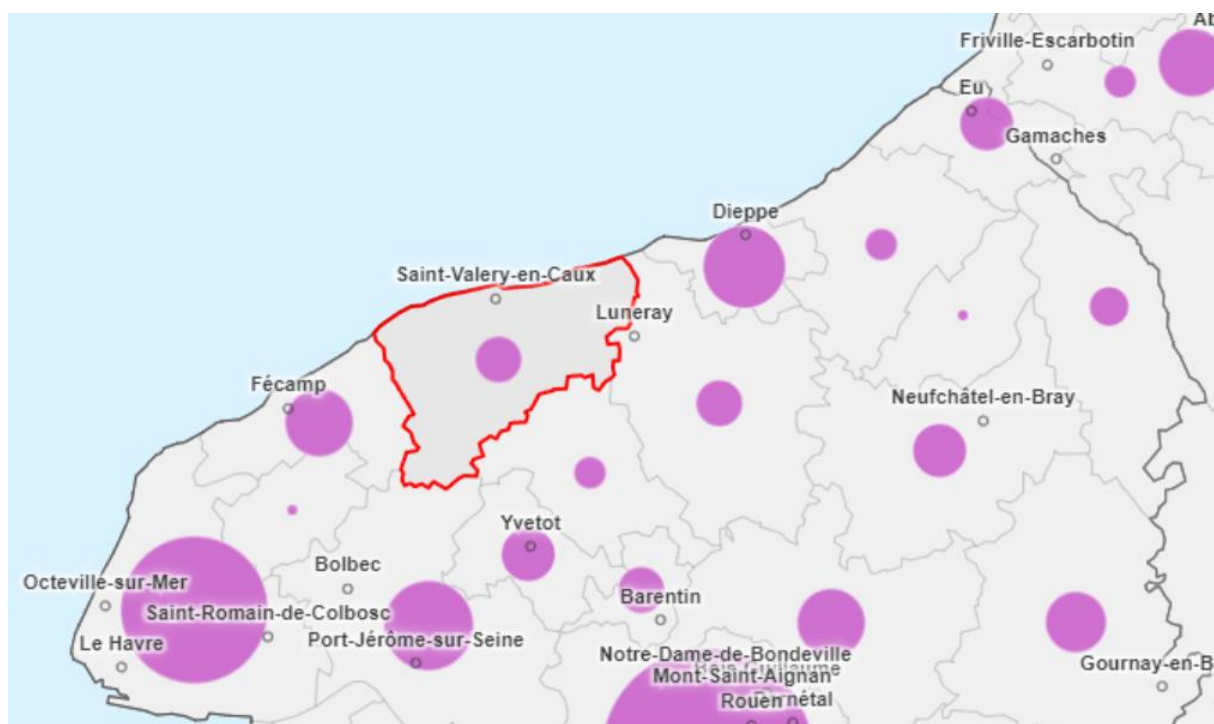 Ab
Friville-Escarbotin
Eu
Gamaches
Dieppe
Saint-Valery-en-Caux
Luneray
Fécamp
Neufchâtel-en-Bray
Yvetot
Bolbec
Octeville-sur-Mer
Barentin
Saint-Romain-de-Colbosc
Le Havre
Port-Jérôme-sur-Seine
Notre-Dame-de-Bondeville
Mont-Saint-Aignan
Gournay-en-B
Rouen